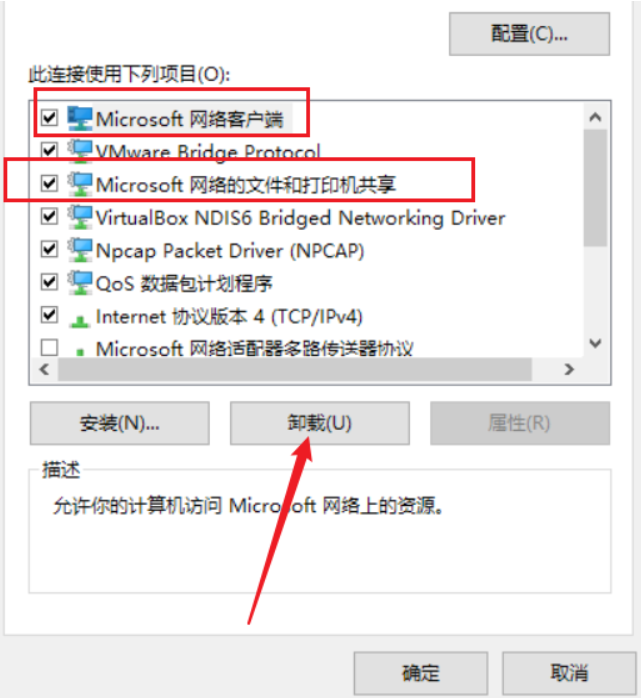 配置(C)...
此连接使用下列项目(O):
Microsoft 网络客户端
VMware Bridge Protocol
Microsoft 网络的文件和打印机共享
VirtualBox NDIS6 Bridged Networking Driver
Npcap Packet Driver (NPCAP)
QoS 数据包计划程序
Internet 协议版本 4 (TCP/IPv4)
Microsoft 网络适配器多路传送器协议
安装(N)... 卸载(U) 属性(R)
描述
允许你的计算机访问 Microsoft 网络上的资源。
确定 取消